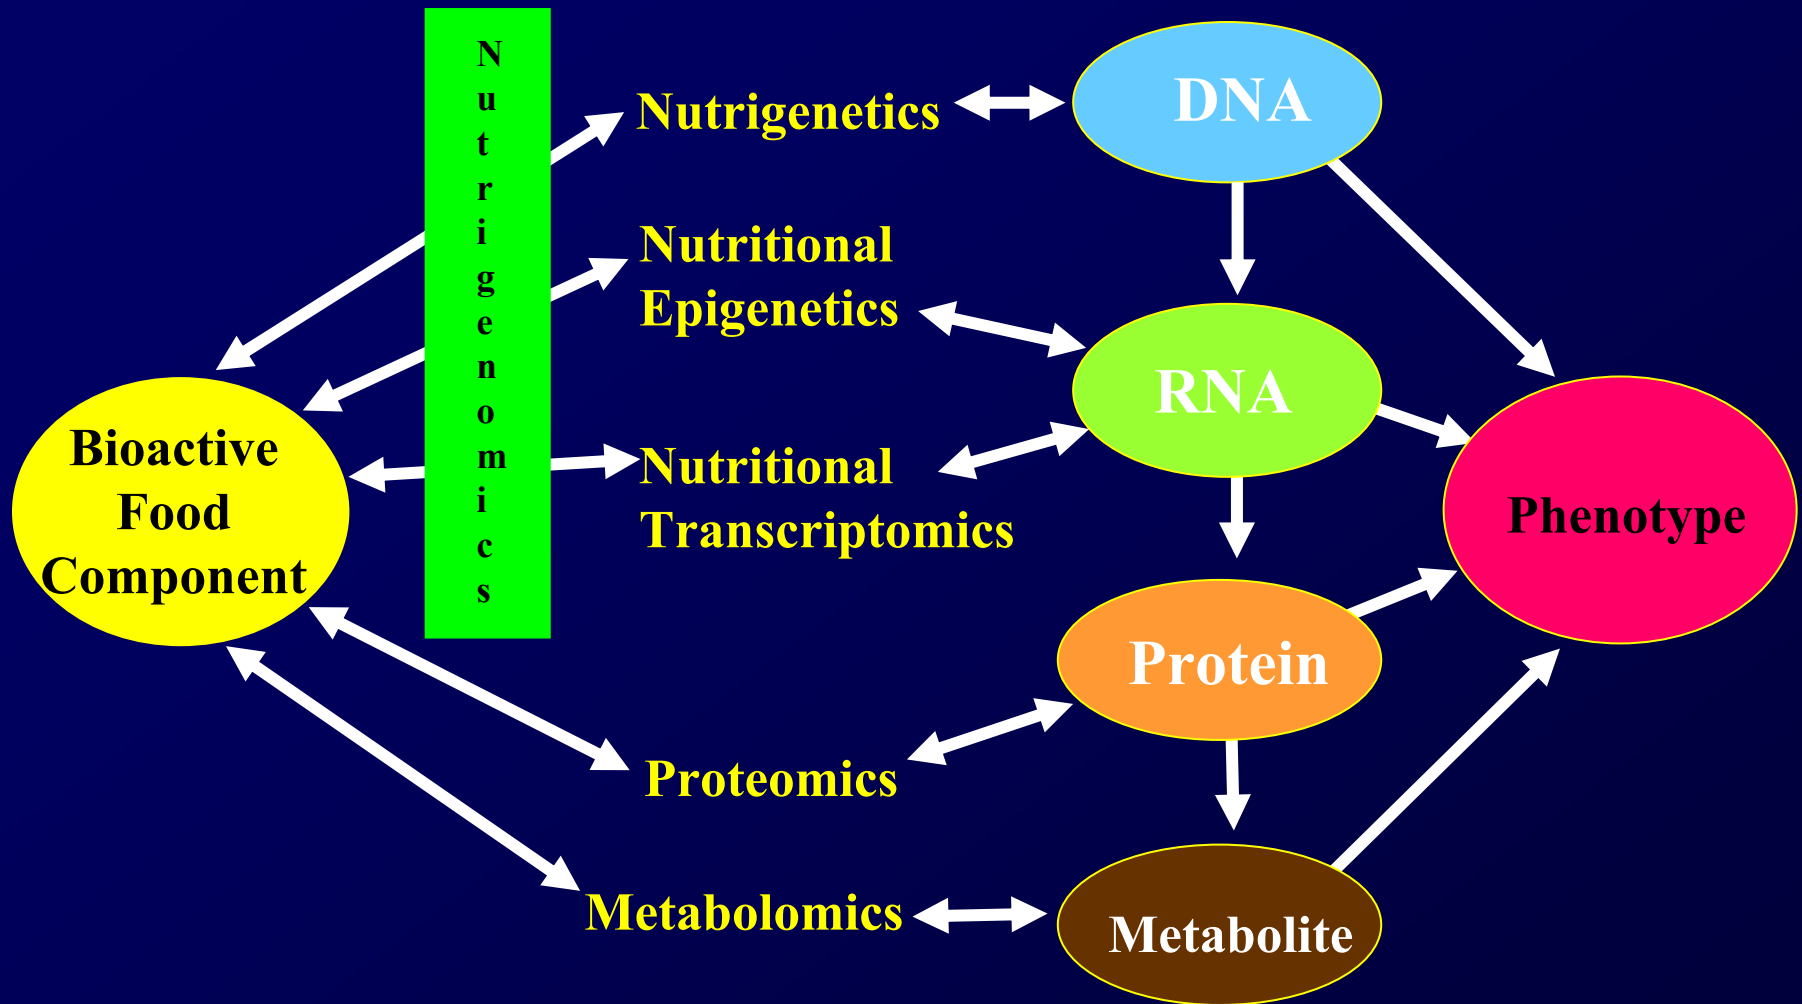 Nutrigenomics
Nutrigenetics
DNA
Nutritional
Epigenetics
RNA
Bioactive
Food
Component
Nutritional
Transcriptomics
Phenotype
Protein
Proteomics
Metabolomics
Metabolite